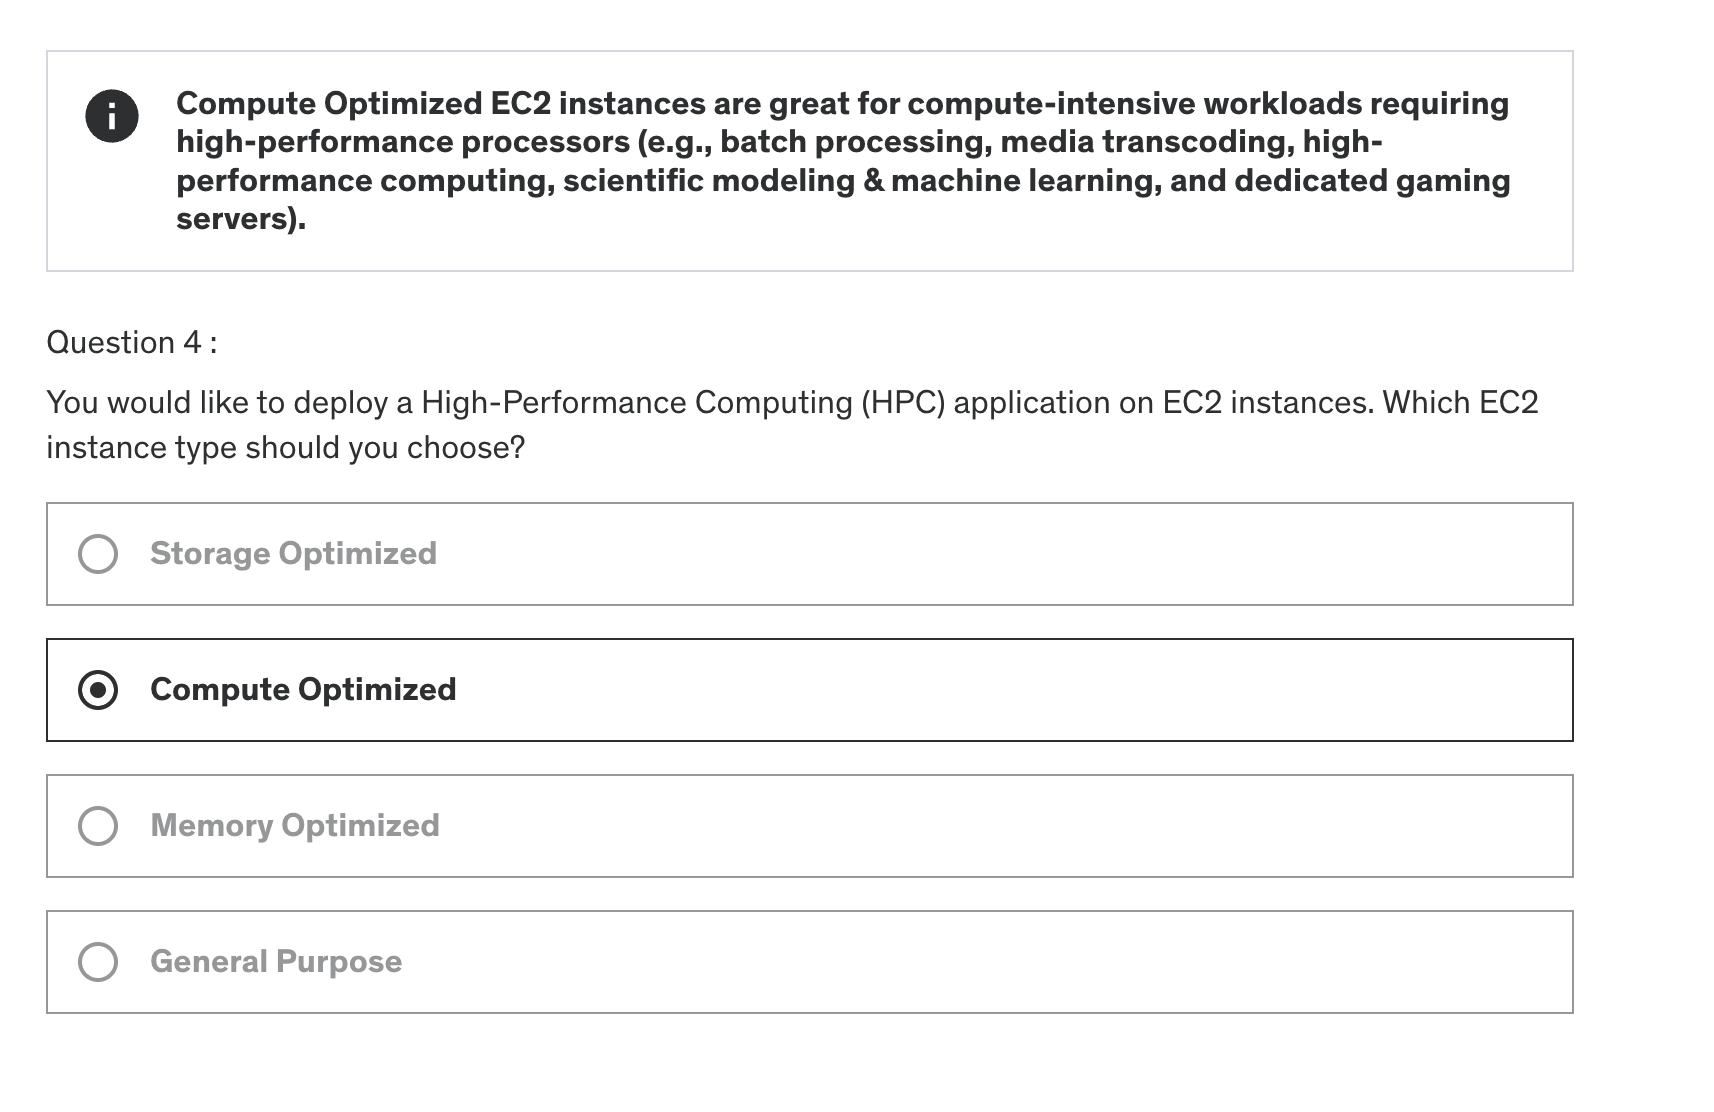 Compute Optimized EC2 instances are great for compute-intensive workloads requiring
high-performance processors (e.g., batch processing, media transcoding, high-
performance computing, scientific modeling & machine learning, and dedicated gaming
servers).
Question 4 :
You would like to deploy a High-Performance Computing (HPC) application on EC2 instances. Which EC2
instance type should you choose?
Storage Optimized
Compute Optimized
Memory Optimized
General Purpose